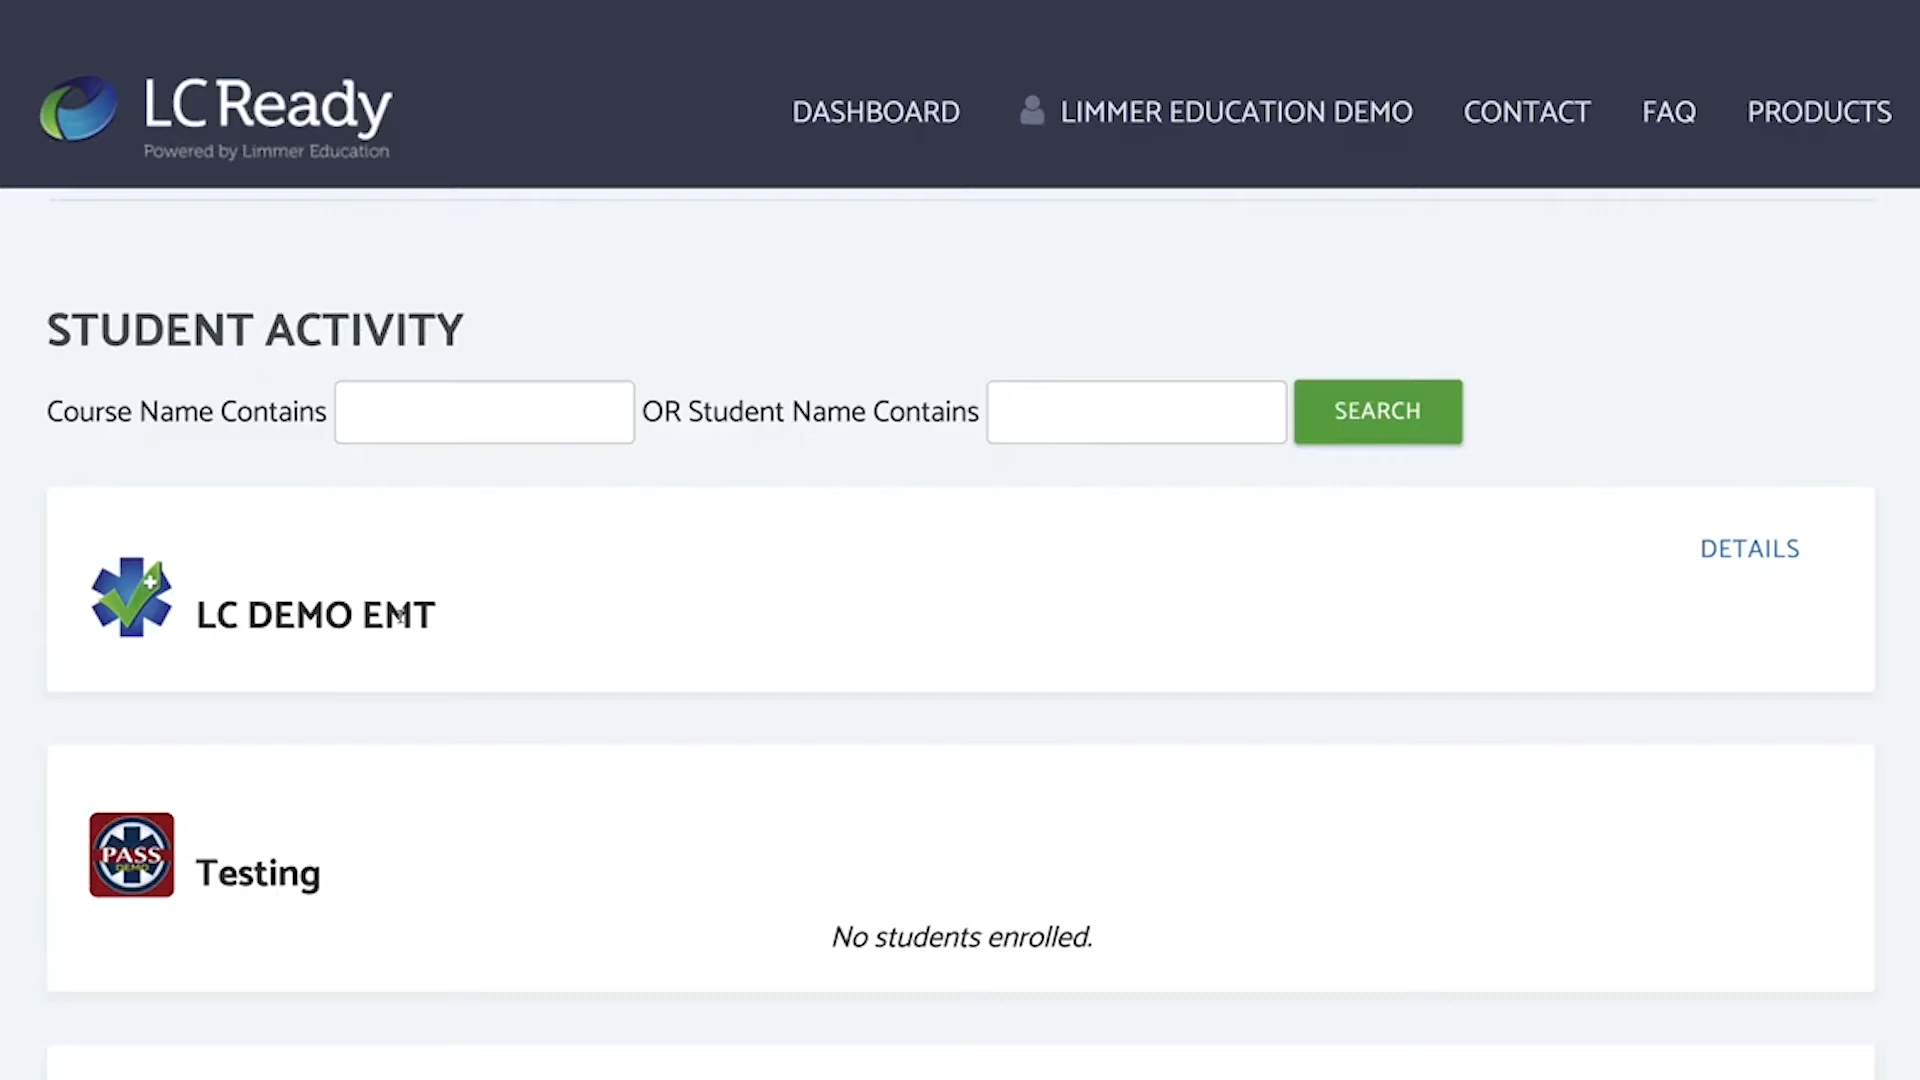 LC Ready
Powered by Limmer Education
DASHBOARD LIMMER EDUCATION DEMO CONTACT FAQ PRODUCTS
STUDENT ACTIVITY
Course Name Contains OR Student Name Contains SEARCH
DETAILS
LC DEMO EMT
PASS
DEMO
Testing
No students enrolled.